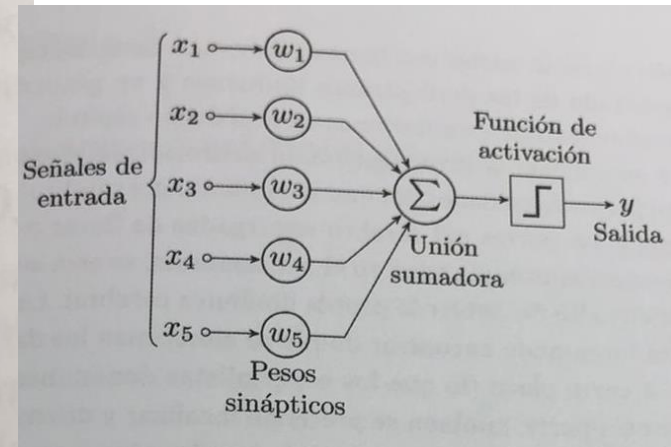 x1
w1
x2
w2
Señales de
entrada
x3
w3
Σ
Función de
activación
y
Salida
Unión
sumadora
x4
w4
x5
w5
Pesos
sinápticos